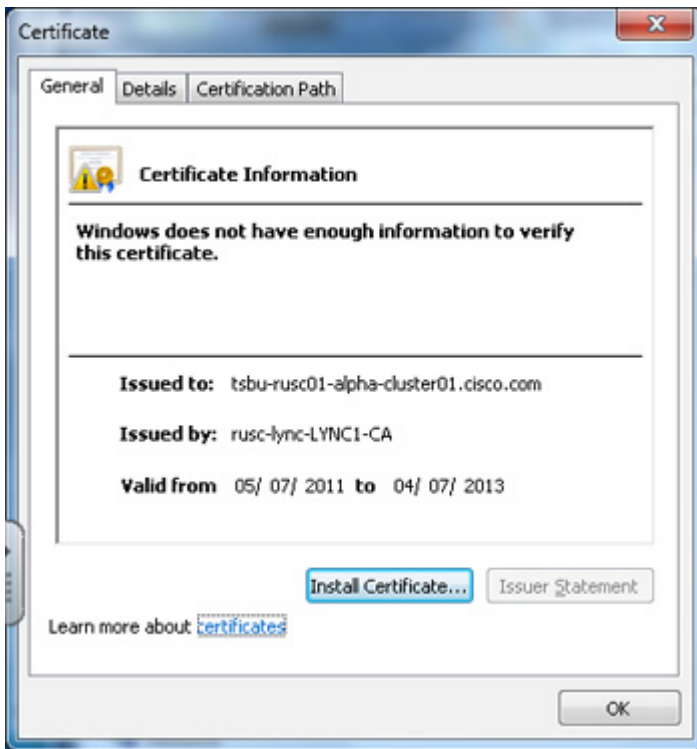 Certificate
General Details Certification Path
Certificate Information
Windows does not have enough information to verify
this certificate.
Issued to: tsbu-rusc01-alpha-cluster01.cisco.com
Issued by: rusc-lync-LYNC1-CA
Valid from 05/ 07/ 2011 to 04/ 07/ 2013
Install Certificate... Issuer Statement
Learn more about certificates
OK